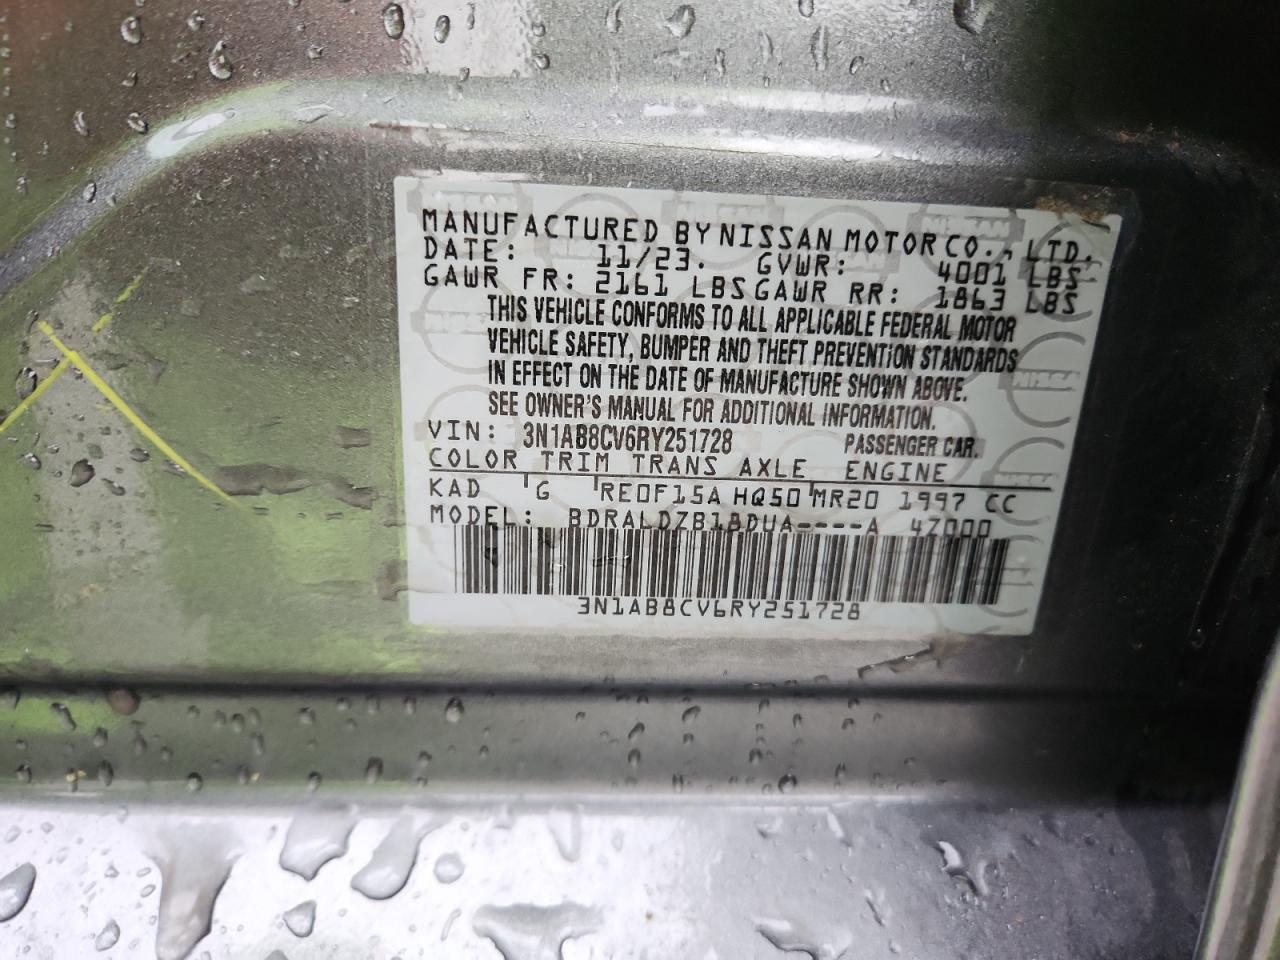 MANUFACTURED BY NISSAN MOTOR CO., LTD.
DATE: 11/23. GVWR: 4001 LBS
GAWR FR: 2161 LBS GAWR RR: 1863 LBS
THIS VEHICLE CONFORMS TO ALL APPLICABLE FEDERAL MOTOR
VEHICLE SAFETY, BUMPER AND THEFT PREVENTION STANDARDS
IN EFFECT ON THE DATE OF MANUFACTURE SHOWN ABOVE.
SEE OWNER'S MANUAL FOR ADDITIONAL INFORMATION.
VIN: 3N1AB8CV6RY251728 PASSENGER CAR.
COLOR TRIM TRANS AXLE ENGINE
KAD G RE0F15A HQ50 MR20 1997 CC
MODEL: BDRALDZB18DUA----A 4Z000
3N1AB8CV6RY251728